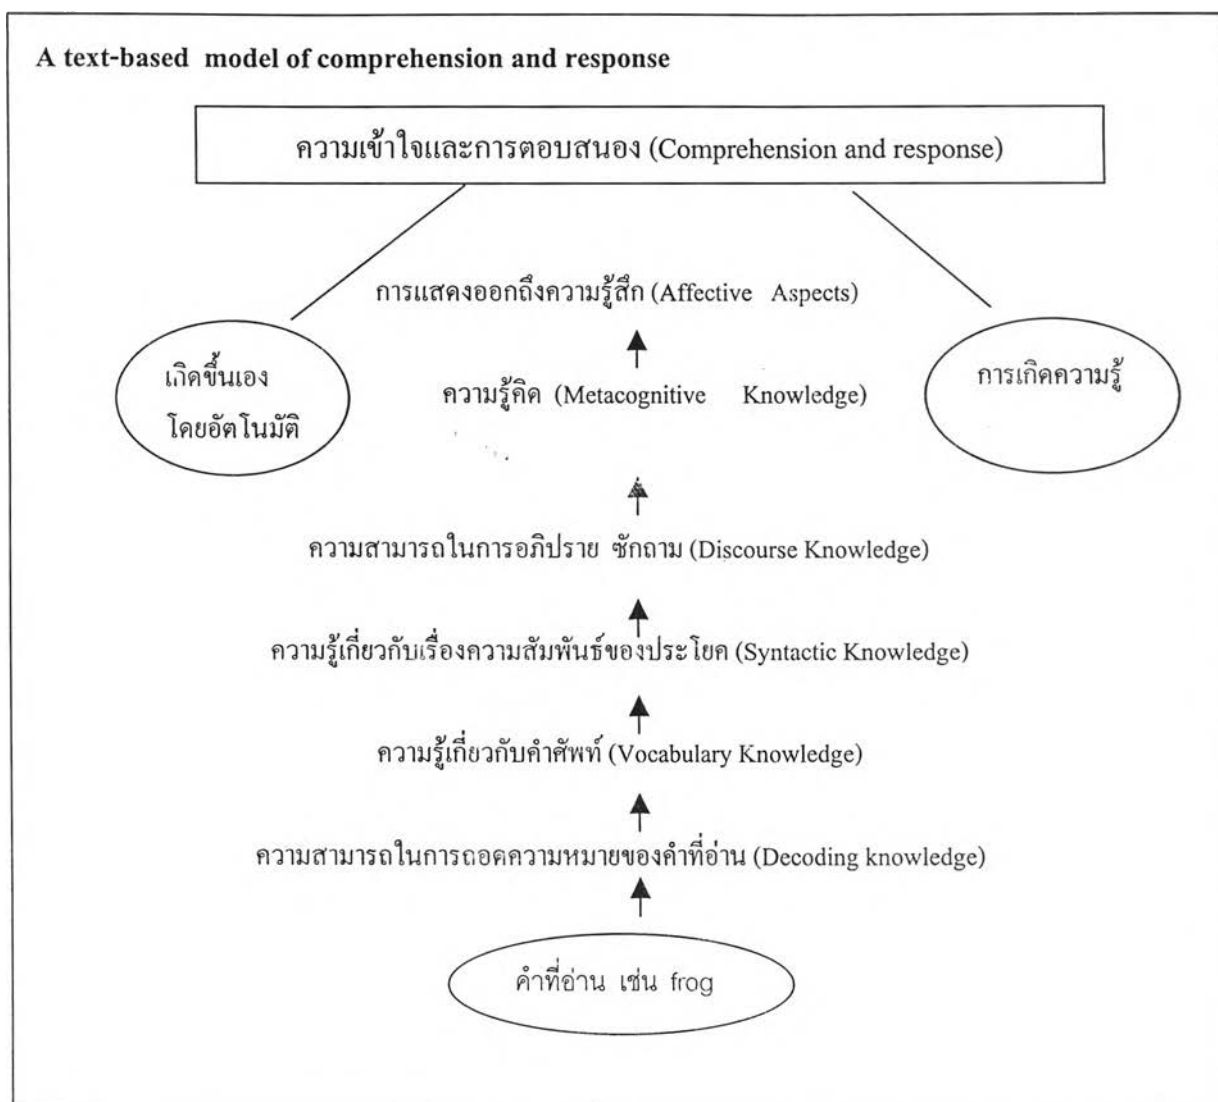 A text-based model of comprehension and response
ความเข้าใจและการตอบสนอง (Comprehension and response)
การแสดงออกถึงความรู้สึก (Affective Aspects)
เกิดขึ้นเอง
โดยอัตโนมัติ
ความรู้คิด (Metacognitive Knowledge)
การเกิดความรู้
ความสามารถในการอภิปราย ซักถาม (Discourse Knowledge)
ความรู้เกี่ยวกับเรื่องความสัมพันธ์ของประโยค (Syntactic Knowledge)
ความรู้เกี่ยวกับคำศัพท์ (Vocabulary Knowledge)
ความสามารถในการถอดความหมายของคำที่อ่าน (Decoding knowledge)
คำที่อ่าน เช่น frog